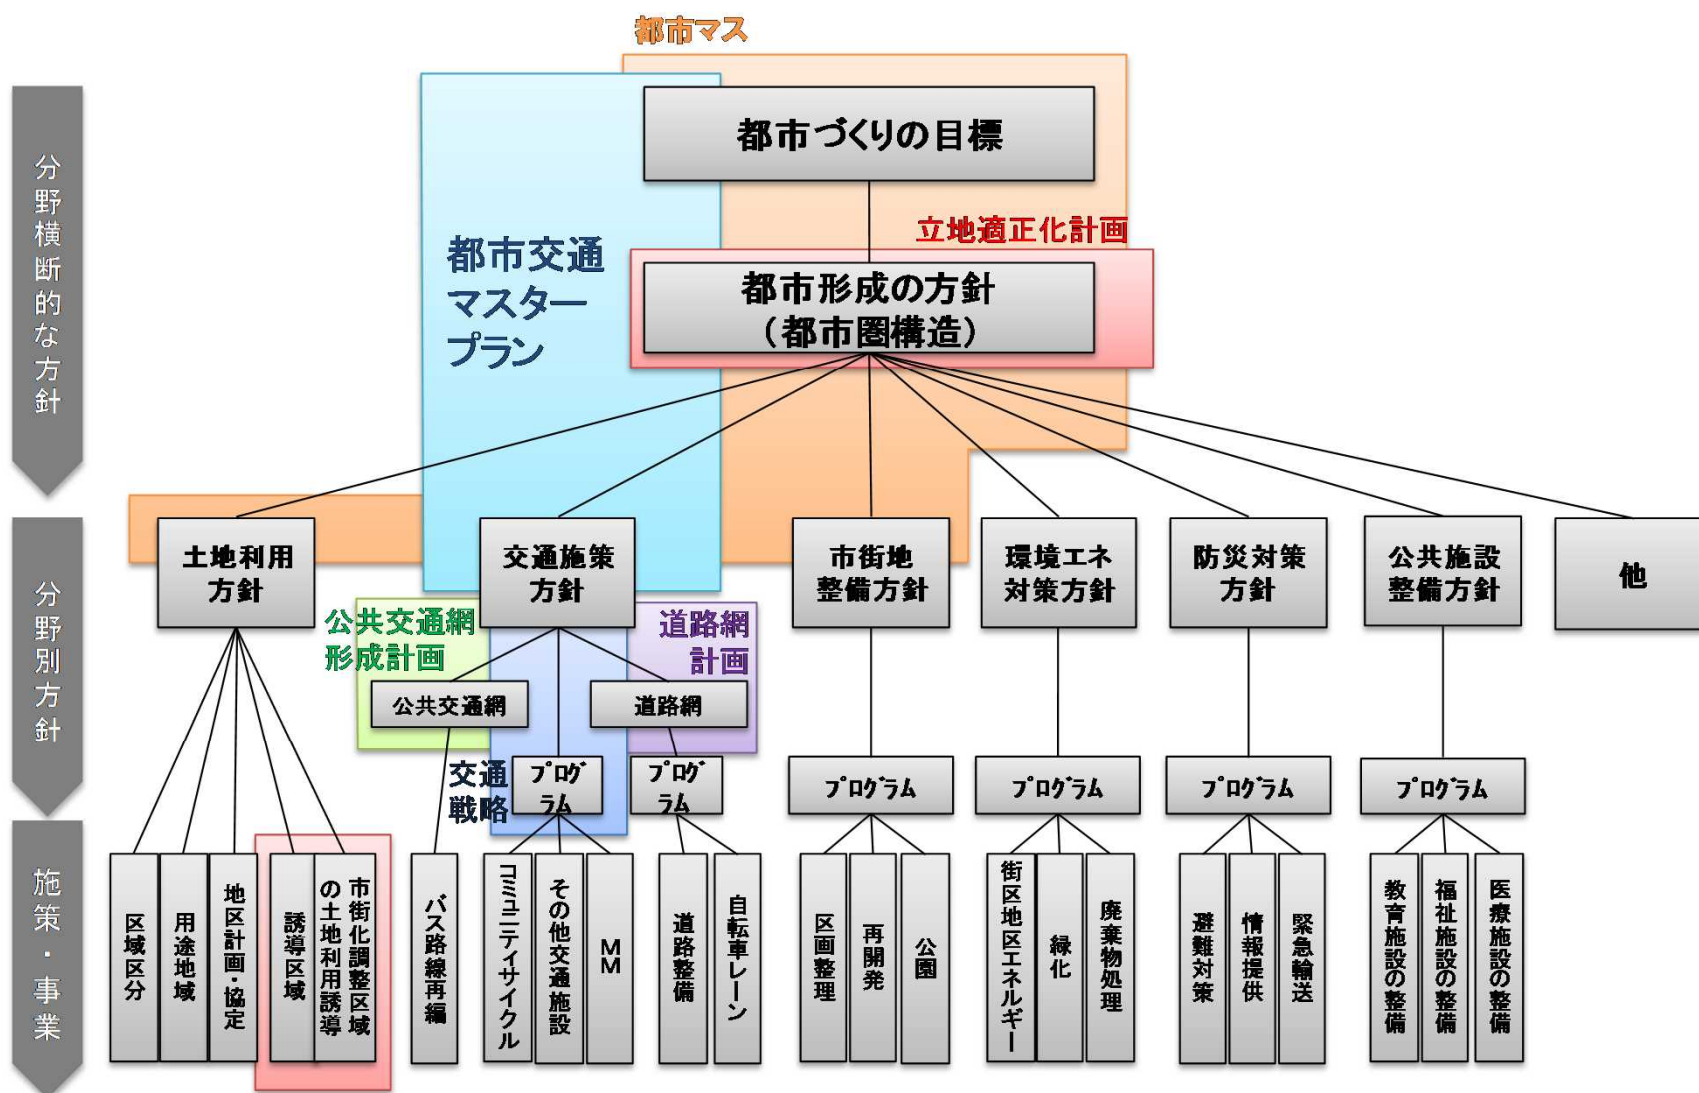 都市マス
都市づくりの目標
立地適正化計画
都市形成の方針
(都市圏構造)
都市交通
マスター
プラン
分野横断的な方針
土地利用
方針
交通施策
方針
市街地
整備方針
環境エネ
対策方針
防災対策
方針
公共施設
整備方針
他
分野別方針
公共交通網
形成計画
道路網
計画
公共交通網
道路網
交通
戦略
プログ
ラム
プログ
ラム
プログラム
プログラム
プログラム
プログラム
施策・事業
区域区分
用途地域
地区計画・協定
誘導区域
市街化調整区域
の土地利用誘導
バス路線再編
コミュニティサイクル
その他交通施設
MM
道路整備
自転車レーン
区画整理
再開発
公園
街区地区エネルギー
緑化
廃棄物処理
避難対策
情報提供
緊急輸送
教育施設の整備
福祉施設の整備
医療施設の整備